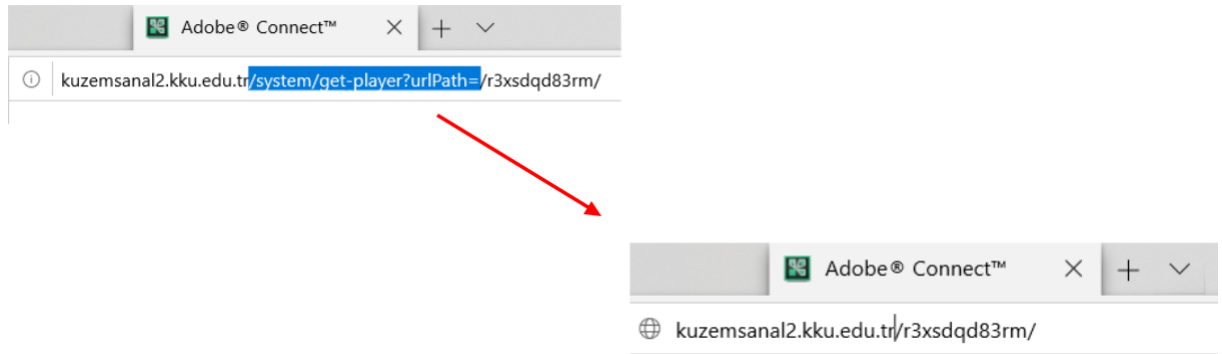 Adobe® Connect™
kuzemsanal2.kku.edu.tr/system/get-player?urlPath=/r3xsdqd83rm/
Adobe® Connect™
kuzemsanal2.kku.edu.tr/r3xsdqd83rm/